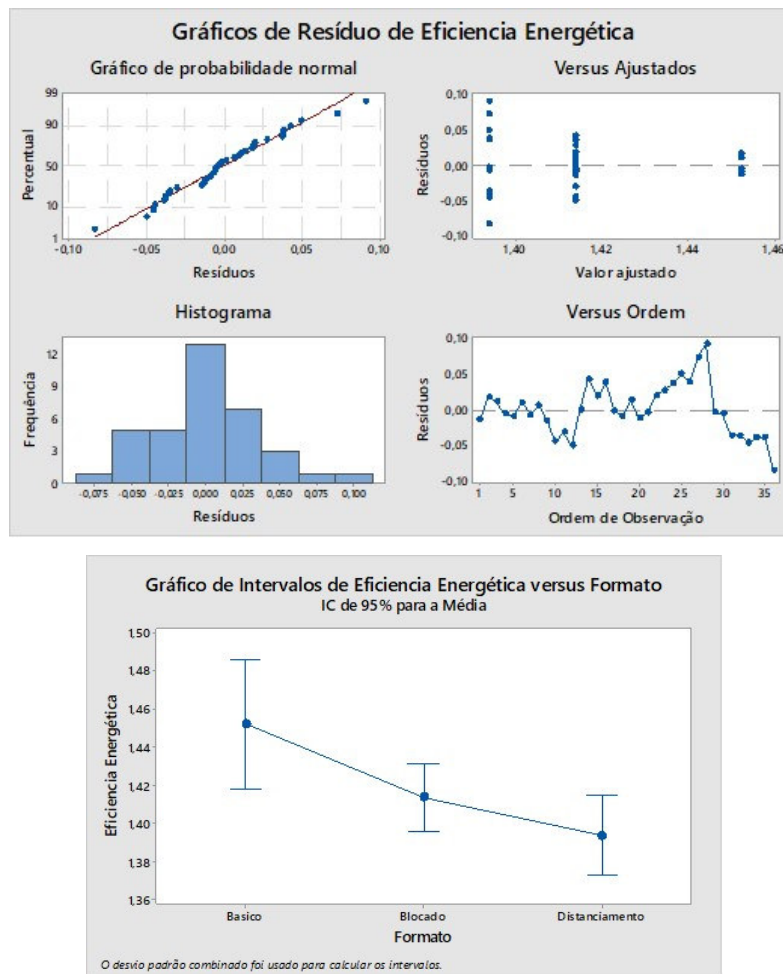 Gráficos de Resíduo de Eficiencia Energética
Gráfico de probabilidade normal
99
90
50
10
1
Percentual
-0,10
-0,05
0,00
0,05
0,10
Resíduos
Versus Ajustados
0,10
0,05
0,00
-0,05
-0,10
Resíduos
1,40
1,42
1,44
1,46
Valor ajustado
Histograma
12
9
6
3
0
Frequência
-0,075
-0,050
-0,025
0,000
0,025
0,050
0,075
0,100
Resíduos
Versus Ordem
0,10
0,05
0,00
-0,05
-0,10
Resíduos
1
5
10
15
20
25
30
35
Ordem de Observação
Gráfico de Intervalos de Eficiencia Energética versus Formato
IC de 95% para a Média
1.50
1.48
1.46
1.44
1.42
1.40
1.38
1.36
Eficiencia Energética
Basico
Blocado
Distanciamento
Formato
O desvio padrão combinado foi usado para calcular os intervalos.